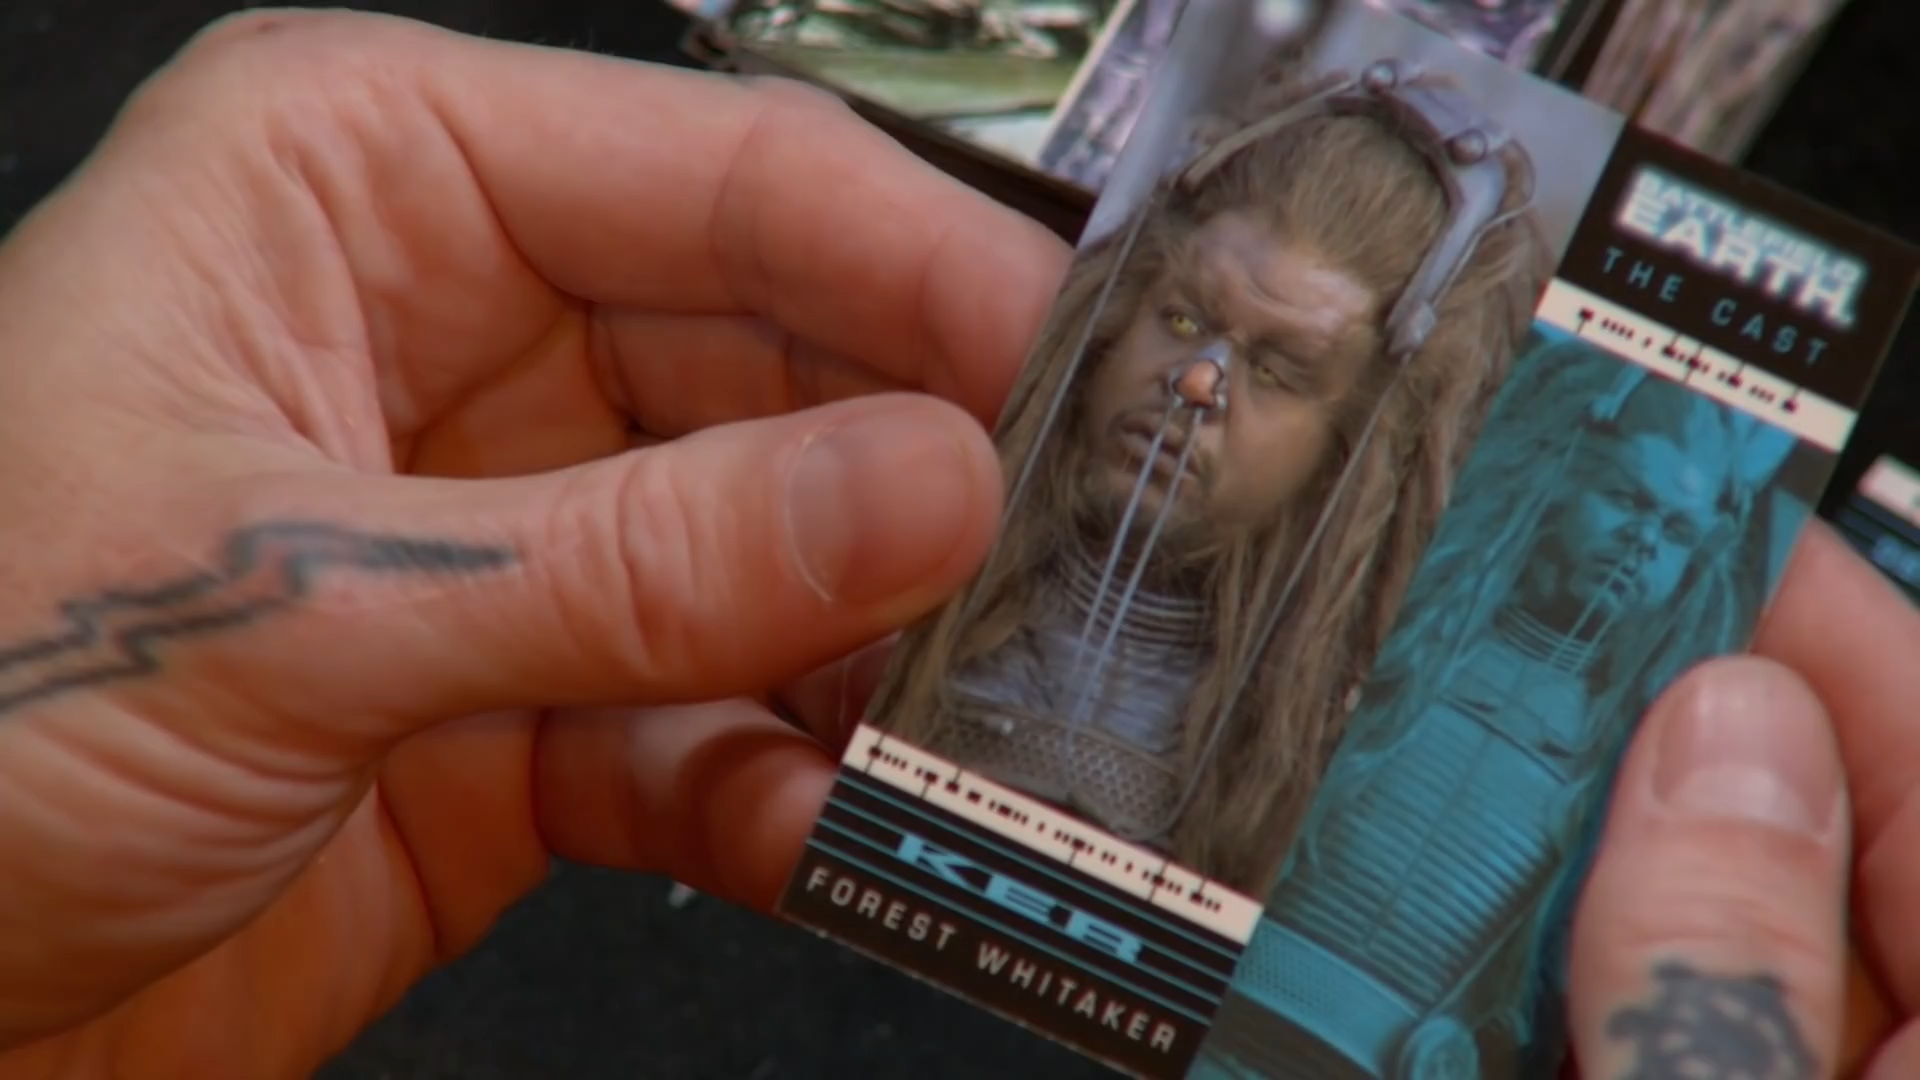 BATTLEFIELD
EARTH
THE CAST
KER
FOREST WHITAKER